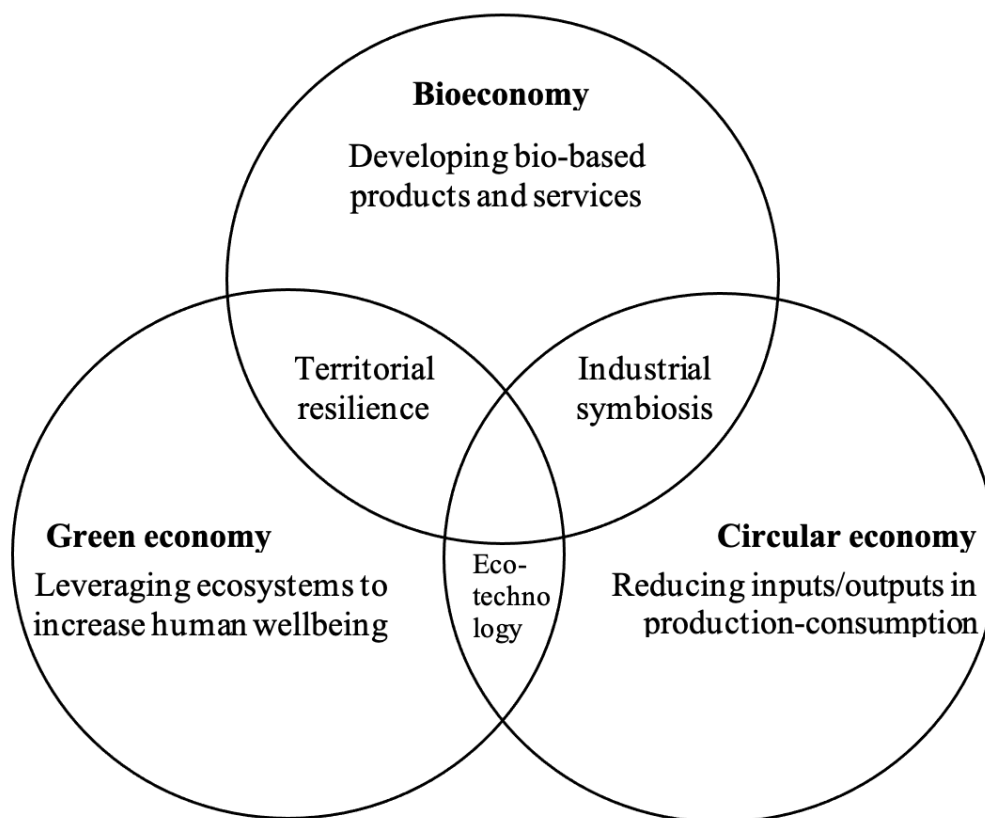 Bioeconomy
Developing bio-based
products and services
Territorial
resilience
Industrial
symbiosis
Green economy
Leveraging ecosystems to
increase human wellbeing
Eco-
techno
logy
Circular economy
Reducing inputs/outputs in
production-consumption